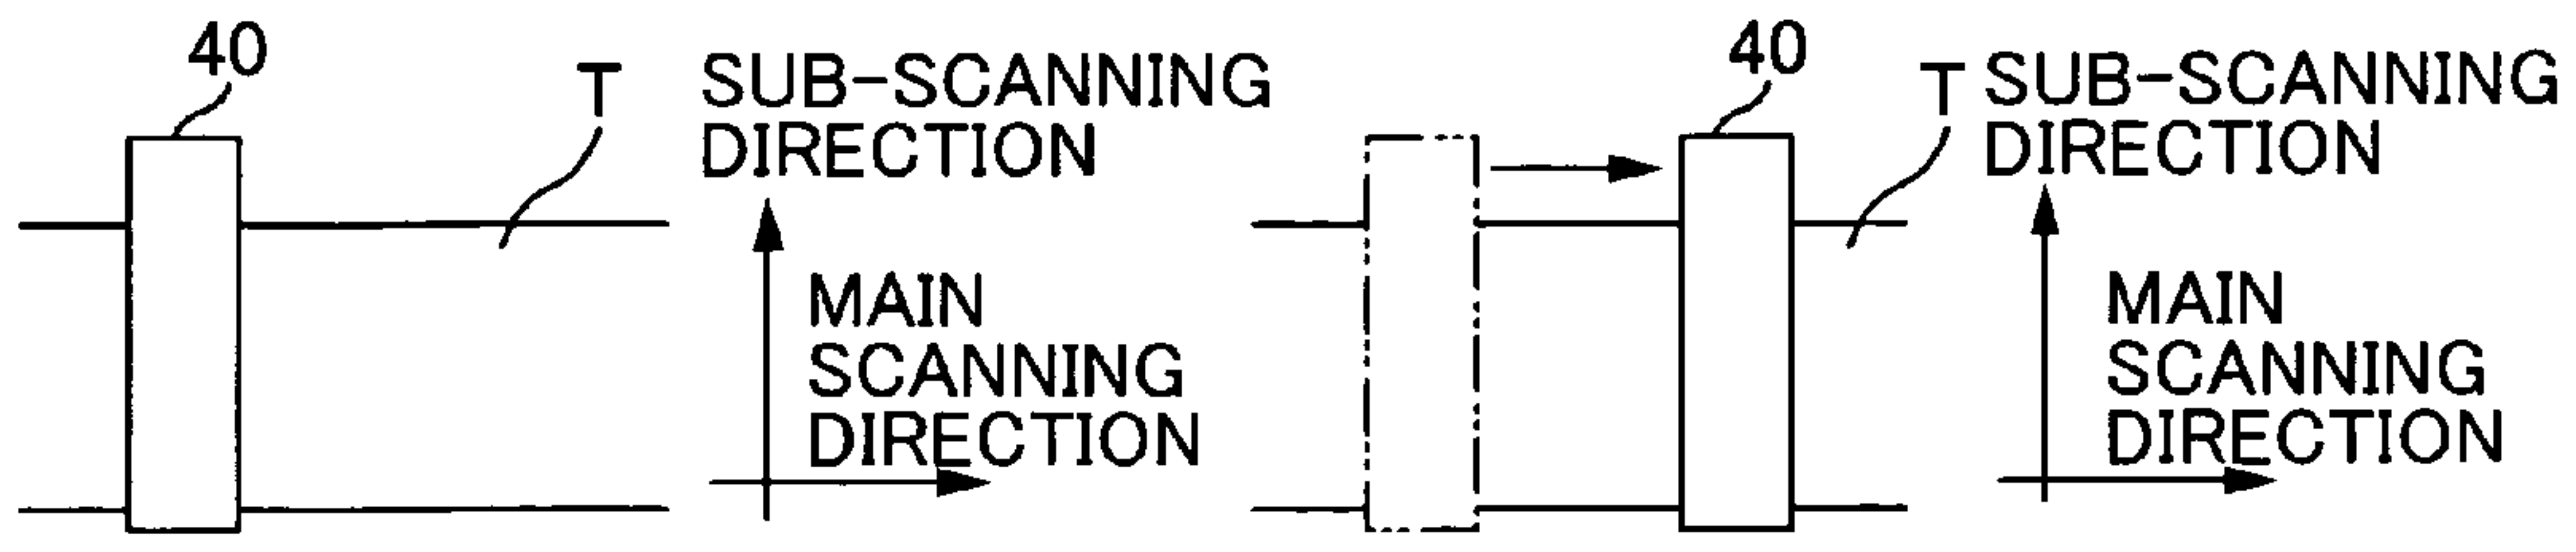 40
T
SUB-SCANNING
DIRECTION
MAIN
SCANNING
DIRECTION
40
T
SUB-SCANNING
DIRECTION
MAIN
SCANNING
DIRECTION